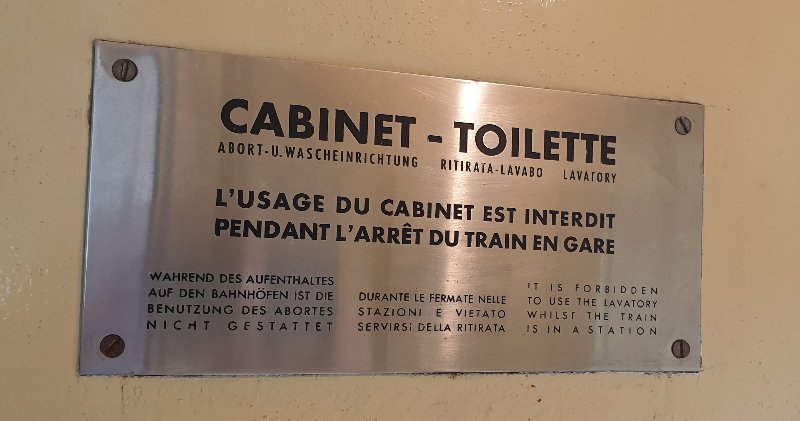 CABINET - TOILETTE
ABORT-U.WASCHEINRICHTUNG RITIRATA-LAVABO LAVATORY
L'USAGE DU CABINET EST INTERDIT
PENDANT L'ARRÊT DU TRAIN EN GARE
WÄHREND DES AUFENTHALTES
AUF DEN BAHNHÖFEN IST DIE
BENUTZUNG DES ABORTES
NICHT GESTATTET
DURANTE LE FERMATE NELLE
STAZIONI E VIETATO
SERVIRSI DELLA RITIRATA
IT IS FORBIDDEN
TO USE THE LAVATORY
WHILST THE TRAIN
IS IN A STATION